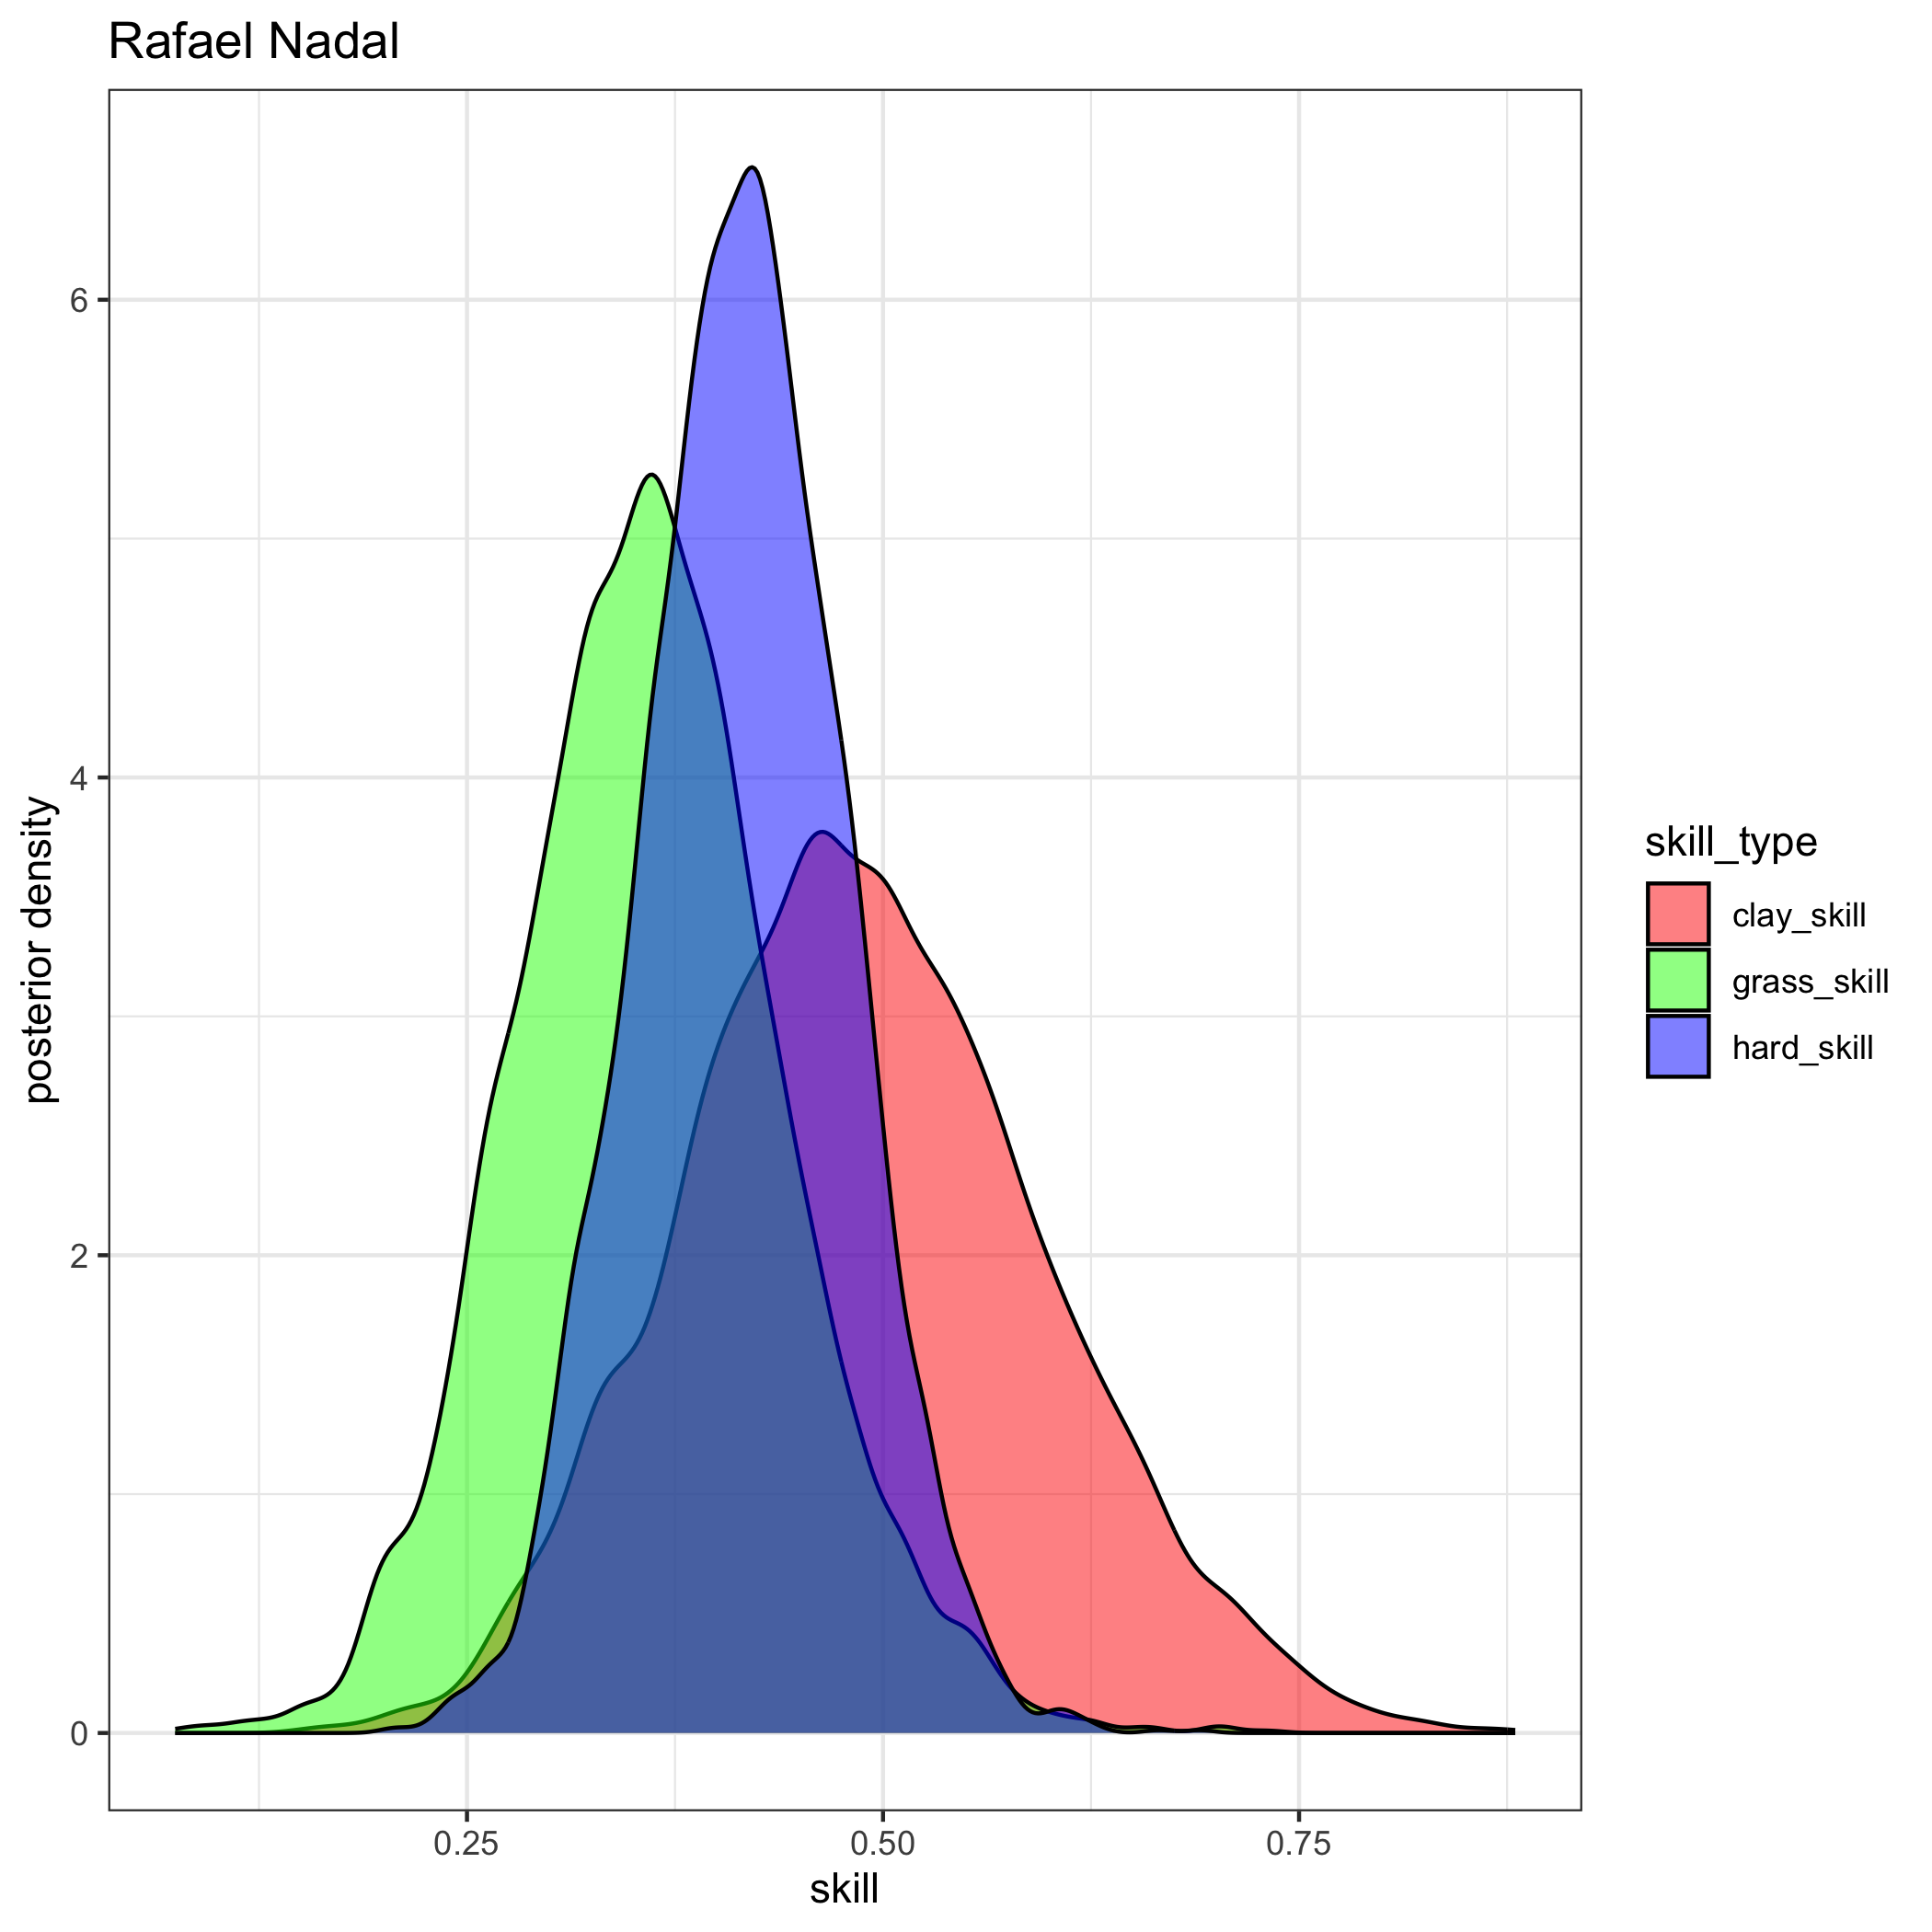 Rafael Nadal
posterior density
6
4
2
0
0.25
0.50
0.75
skill
skill_type
clay_skill
grass_skill
hard_skill